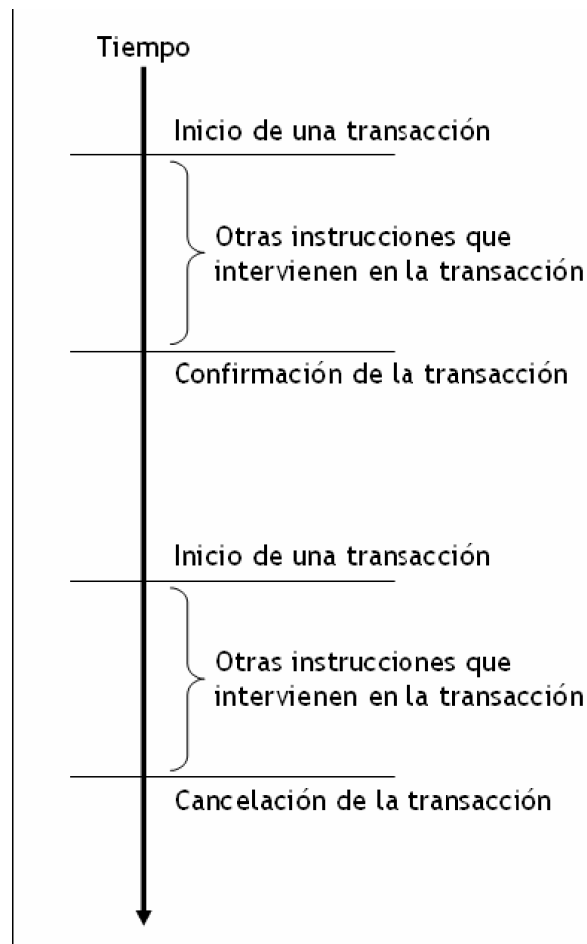 Tiempo
Inicio de una transacción
Otras instrucciones que
intervienen en la transacción
Confirmación de la transacción
Inicio de una transacción
Otras instrucciones que
intervienen en la transacción
Cancelación de la transacción